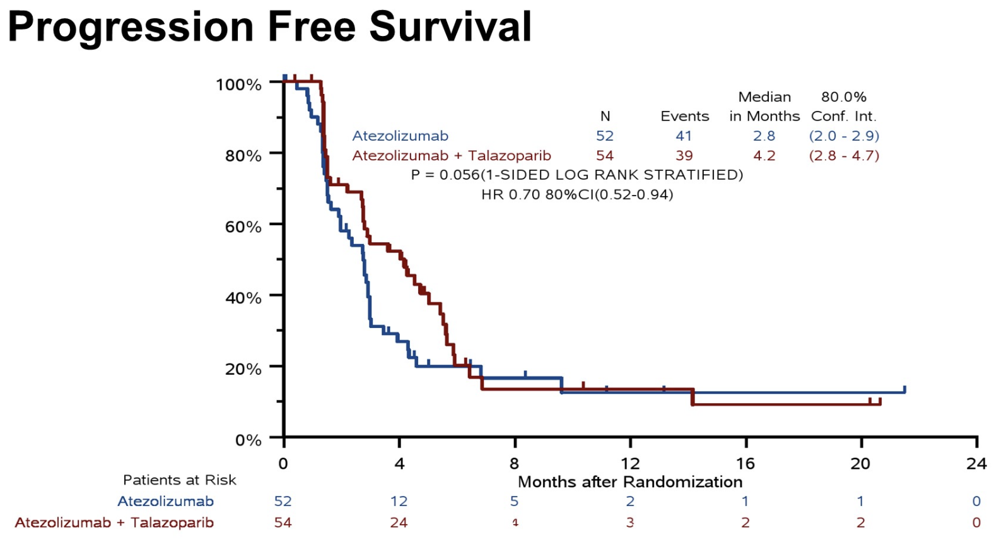 Progression Free Survival
Median 80.0%
N Events in Months Conf. Int.
Atezolizumab 52 41 2.8 (2.0 - 2.9)
Atezolizumab + Talazoparib 54 39 4.2 (2.8 - 4.7)
P = 0.056(1-SIDED LOG RANK STRATIFIED)
HR 0.70 80%CI(0.52-0.94)
100%
80%
60%
40%
20%
0%
0 4 8 12 16 20 24
Months after Randomization
Patients at Risk
Atezolizumab 52 12 5 2 1 1 0
Atezolizumab + Talazoparib 54 24 4 3 2 2 0